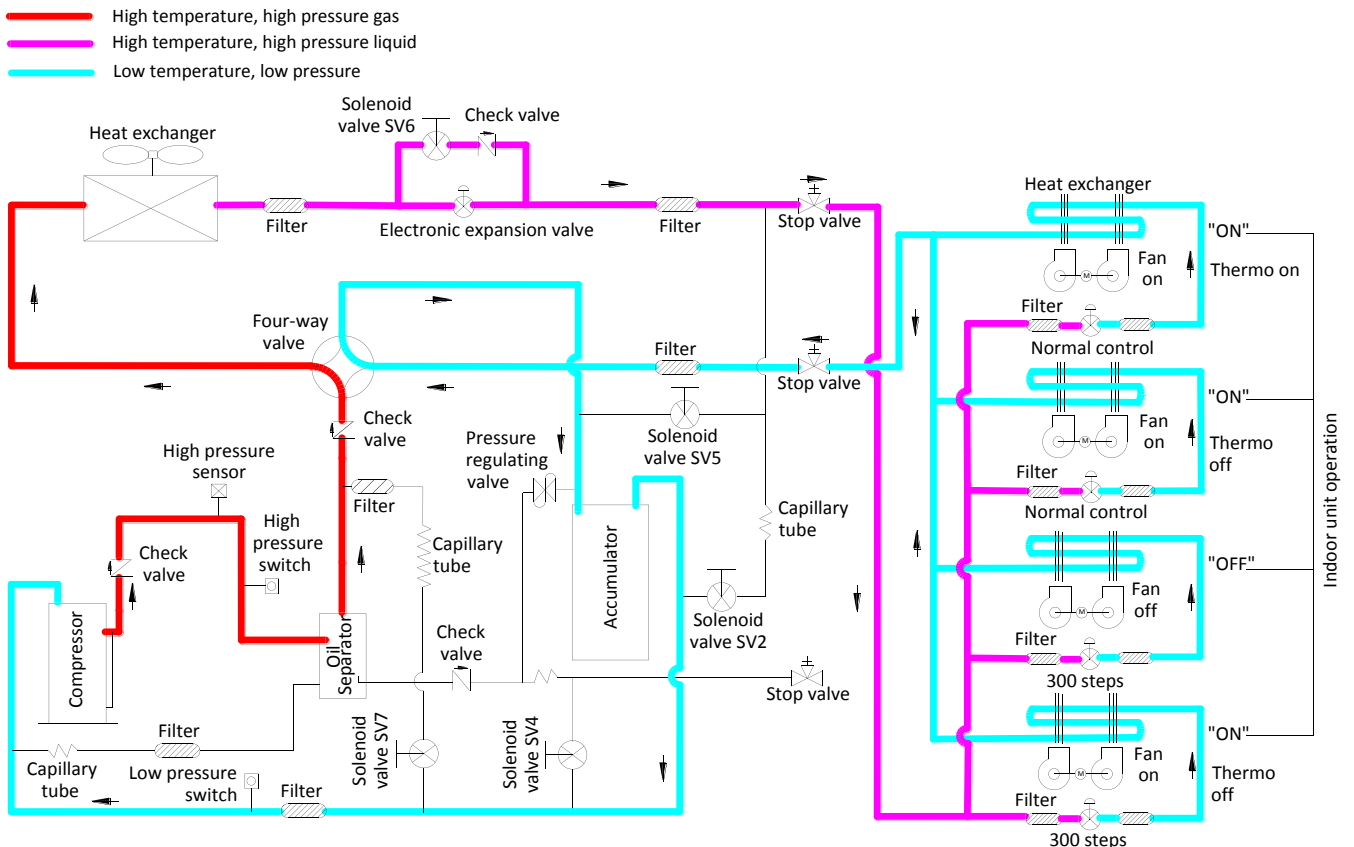 High temperature, high pressure gas
High temperature, high pressure liquid
Low temperature, low pressure
Solenoid
valve SV6
Check valve
Heat exchanger
Filter
Electronic expansion valve
Filter
Stop valve
Heat exchanger
"ON"
Fan
on
Thermo on
M
Filter
Normal control
Four-way
valve
Filter
Stop valve
Check
valve
Solenoid
valve SV5
"ON"
Fan
on
Thermo
off
M
Filter
Normal control
High pressure
sensor
Pressure
regulating
valve
Filter
High
pressure
switch
Check
valve
Capillary
tube
Accumulator
Capillary
tube
"OFF"
Fan
off
M
Filter
300 steps
Indoor unit operation
Compressor
Oil
Separator
Check
valve
Solenoid
valve SV2
Stop valve
Filter
Capillary
tube
Low pressure
switch
Filter
Solenoid
valve SV7
Solenoid
valve SV4
"ON"
Fan
on
Thermo
off
M
Filter
300 steps